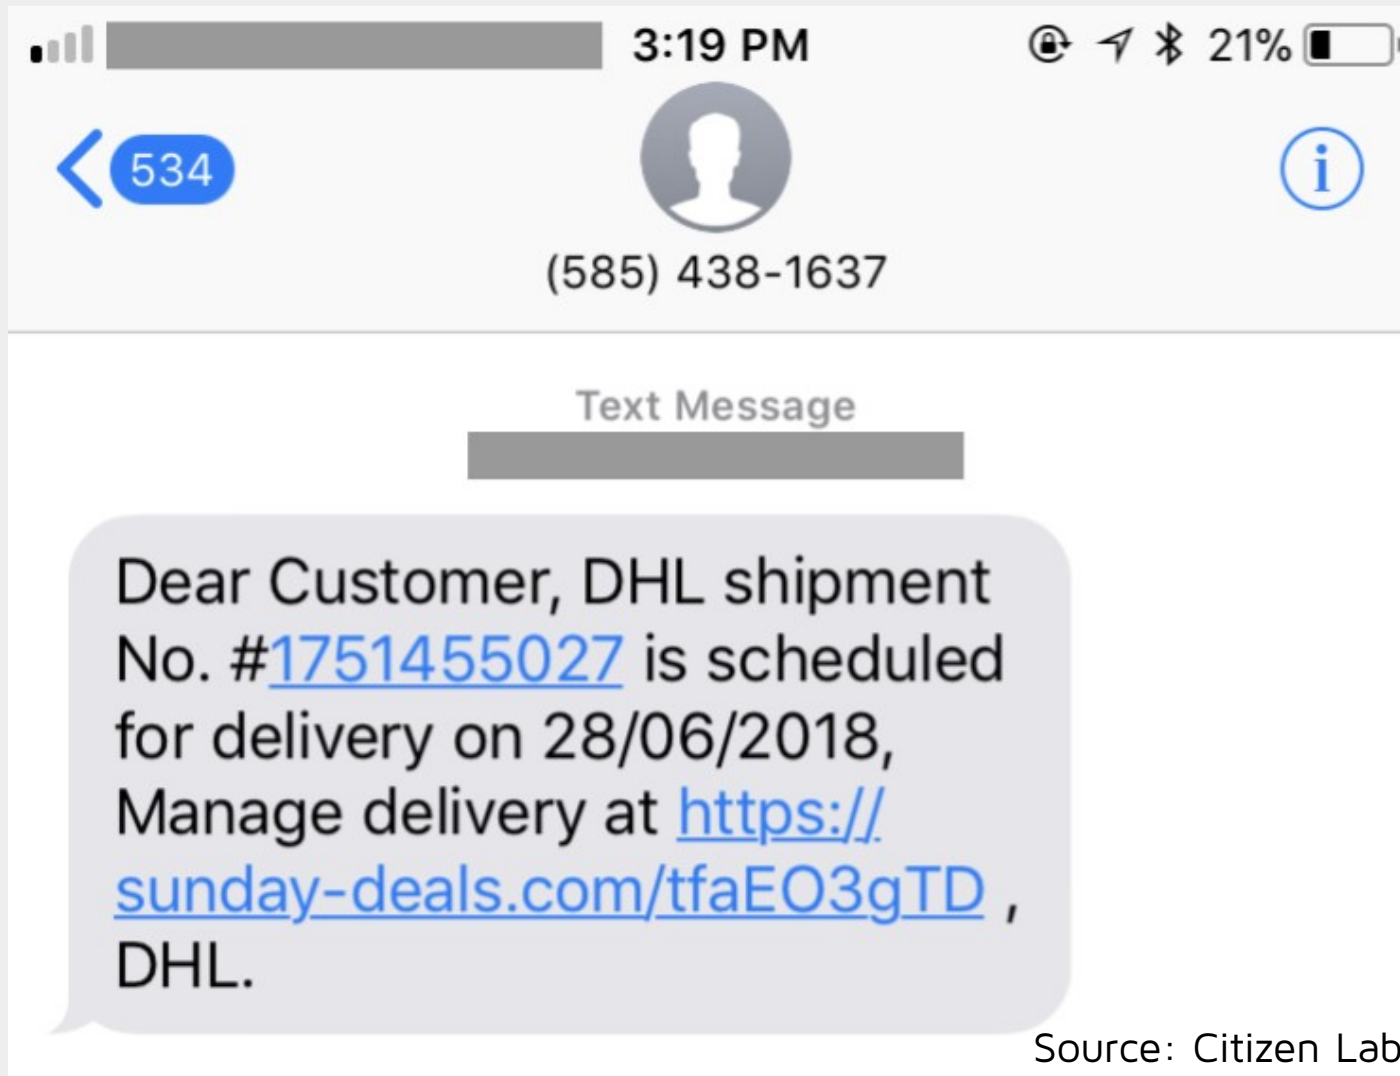 3:19 PM 21%
534
(585) 438-1637
Text Message
Dear Customer, DHL shipment
No. #1751455027 is scheduled
for delivery on 28/06/2018,
Manage delivery at https://
sunday-deals.com/tfaEO3gTD ,
DHL.
Source: Citizen Lab